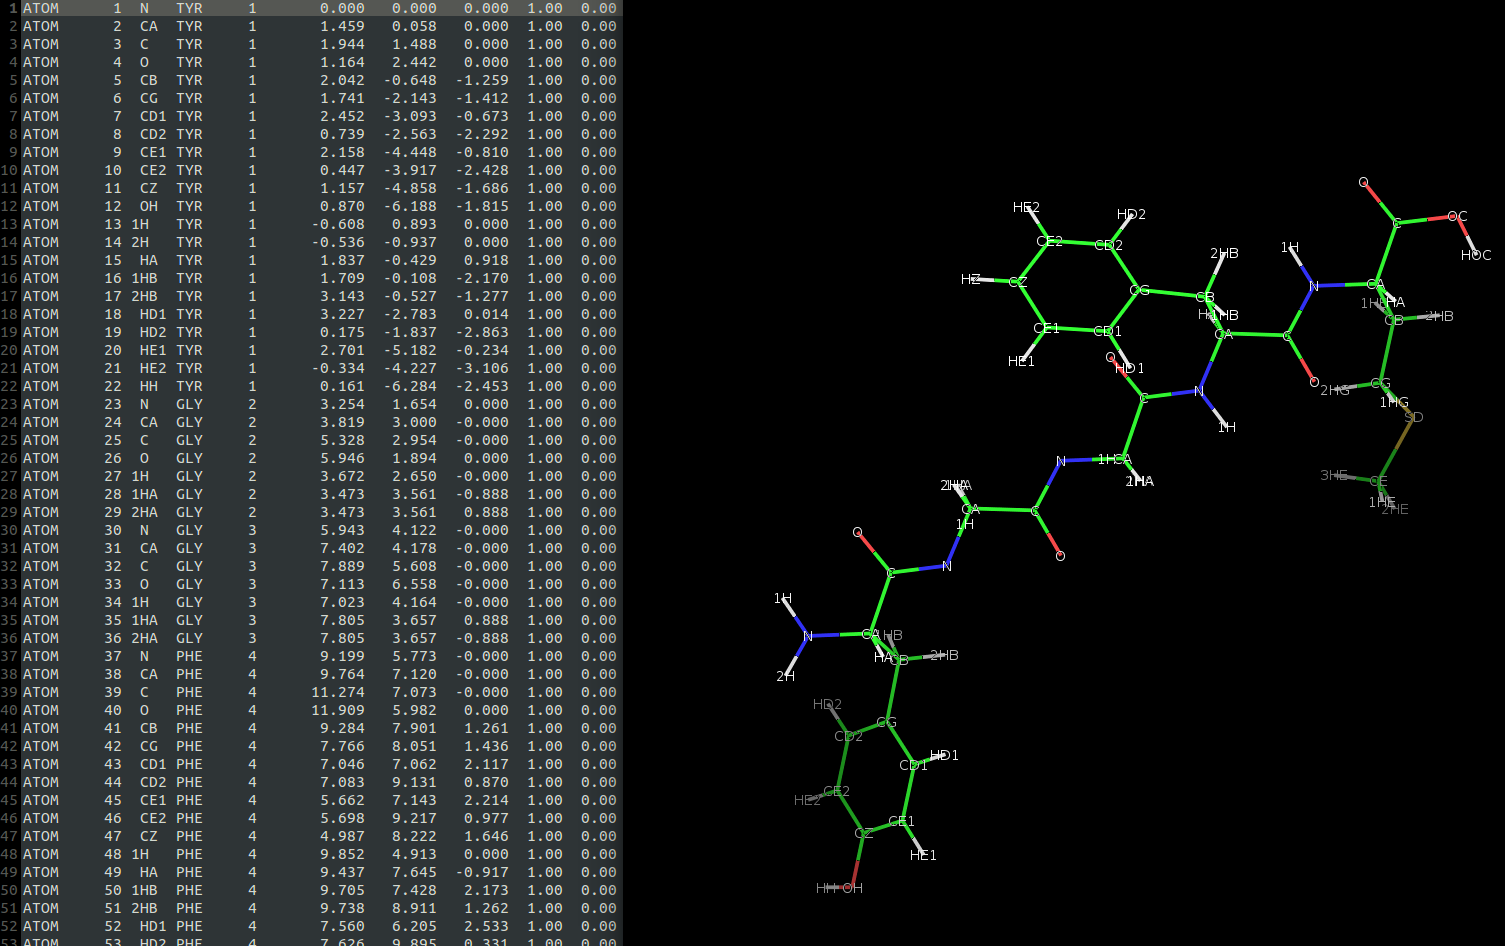 1 ATOM 1 N TYR 1 0.000 0.000 0.000 1.00 0.00
2 ATOM 2 CA TYR 1 1.459 0.058 0.000 1.00 0.00
3 ATOM 3 C TYR 1 1.944 1.488 0.000 1.00 0.00
4 ATOM 4 O TYR 1 1.164 2.442 0.000 1.00 0.00
5 ATOM 5 CB TYR 1 2.042 -0.648 -1.259 1.00 0.00
6 ATOM 6 CG TYR 1 1.741 -2.143 -1.412 1.00 0.00
7 ATOM 7 CD1 TYR 1 2.452 -3.093 -0.673 1.00 0.00
8 ATOM 8 CD2 TYR 1 0.739 -2.563 -2.292 1.00 0.00
9 ATOM 9 CE1 TYR 1 2.158 -4.448 -0.810 1.00 0.00
10 ATOM 10 CE2 TYR 1 0.447 -3.917 -2.428 1.00 0.00
11 ATOM 11 CZ TYR 1 1.157 -4.858 -1.686 1.00 0.00
12 ATOM 12 OH TYR 1 0.870 -6.188 -1.815 1.00 0.00
13 ATOM 13 1H TYR 1 -0.608 0.893 0.000 1.00 0.00
14 ATOM 14 2H TYR 1 -0.536 -0.937 0.000 1.00 0.00
15 ATOM 15 HA TYR 1 1.837 -0.429 0.918 1.00 0.00
16 ATOM 16 1HB TYR 1 1.709 -0.108 -2.170 1.00 0.00
17 ATOM 17 2HB TYR 1 3.143 -0.527 -1.277 1.00 0.00
18 ATOM 18 HD1 TYR 1 3.227 -2.783 0.014 1.00 0.00
19 ATOM 19 HD2 TYR 1 0.175 -1.837 -2.863 1.00 0.00
20 ATOM 20 HE1 TYR 1 2.701 -5.182 -0.234 1.00 0.00
21 ATOM 21 HE2 TYR 1 -0.334 -4.227 -3.106 1.00 0.00
22 ATOM 22 HH TYR 1 0.161 -6.284 -2.453 1.00 0.00
23 ATOM 23 N GLY 2 3.254 1.654 0.000 1.00 0.00
24 ATOM 24 CA GLY 2 3.819 3.000 -0.000 1.00 0.00
25 ATOM 25 C GLY 2 5.328 2.954 -0.000 1.00 0.00
26 ATOM 26 O GLY 2 5.946 1.894 0.000 1.00 0.00
27 ATOM 27 1H GLY 2 3.672 2.650 -0.000 1.00 0.00
28 ATOM 28 1HA GLY 2 3.473 3.561 -0.888 1.00 0.00
29 ATOM 29 2HA GLY 2 3.473 3.561 0.888 1.00 0.00
30 ATOM 30 N GLY 3 5.943 4.122 -0.000 1.00 0.00
31 ATOM 31 CA GLY 3 7.402 4.178 -0.000 1.00 0.00
32 ATOM 32 C GLY 3 7.889 5.608 -0.000 1.00 0.00
33 ATOM 33 O GLY 3 7.113 6.558 -0.000 1.00 0.00
34 ATOM 34 1H GLY 3 7.023 4.164 -0.000 1.00 0.00
35 ATOM 35 1HA GLY 3 7.805 3.657 0.888 1.00 0.00
36 ATOM 36 2HA GLY 3 7.805 3.657 -0.888 1.00 0.00
37 ATOM 37 N PHE 4 9.199 5.773 -0.000 1.00 0.00
38 ATOM 38 CA PHE 4 9.764 7.120 -0.000 1.00 0.00
39 ATOM 39 C PHE 4 11.274 7.073 -0.000 1.00 0.00
40 ATOM 40 O PHE 4 11.909 5.982 0.000 1.00 0.00
41 ATOM 41 CB PHE 4 9.284 7.901 1.261 1.00 0.00
42 ATOM 42 CG PHE 4 7.766 8.051 1.436 1.00 0.00
43 ATOM 43 CD1 PHE 4 7.046 7.062 2.117 1.00 0.00
44 ATOM 44 CD2 PHE 4 7.083 9.131 0.870 1.00 0.00
45 ATOM 45 CE1 PHE 4 5.662 7.143 2.214 1.00 0.00
46 ATOM 46 CE2 PHE 4 5.698 9.217 0.977 1.00 0.00
47 ATOM 47 CZ PHE 4 4.987 8.222 1.646 1.00 0.00
48 ATOM 48 1H PHE 4 9.852 4.913 0.000 1.00 0.00
49 ATOM 49 HA PHE 4 9.437 7.645 -0.917 1.00 0.00
50 ATOM 50 1HB PHE 4 9.705 7.428 2.173 1.00 0.00
51 ATOM 51 2HB PHE 4 9.738 8.911 1.262 1.00 0.00
52 ATOM 52 HD1 PHE 4 7.560 6.205 2.533 1.00 0.00
53 ATOM 53 HD2 PHE 4 7.626 9.895 0.331 1.00 0.00
O
C OC
HOC
HE2 HD2
CE2 CD2
2HB 1H
HZ CZ CG CB N CA
HA 1HB
1HB HA
CB 2HB
CE1 CD1 CA C
O
HE1 HD1
O 2HG CG
1HG
C N
SD
1H
N 1H CA
3HE CE
2HA 1HA
2HA
1HE
2HE
CA C
1H
O O
C N
1H
N CA 1HB
HA CB 2HB
2H
HD2
CG
CD2
CD1 HD1
CE2
HE2
CE1
CZ
HE1
HH OH